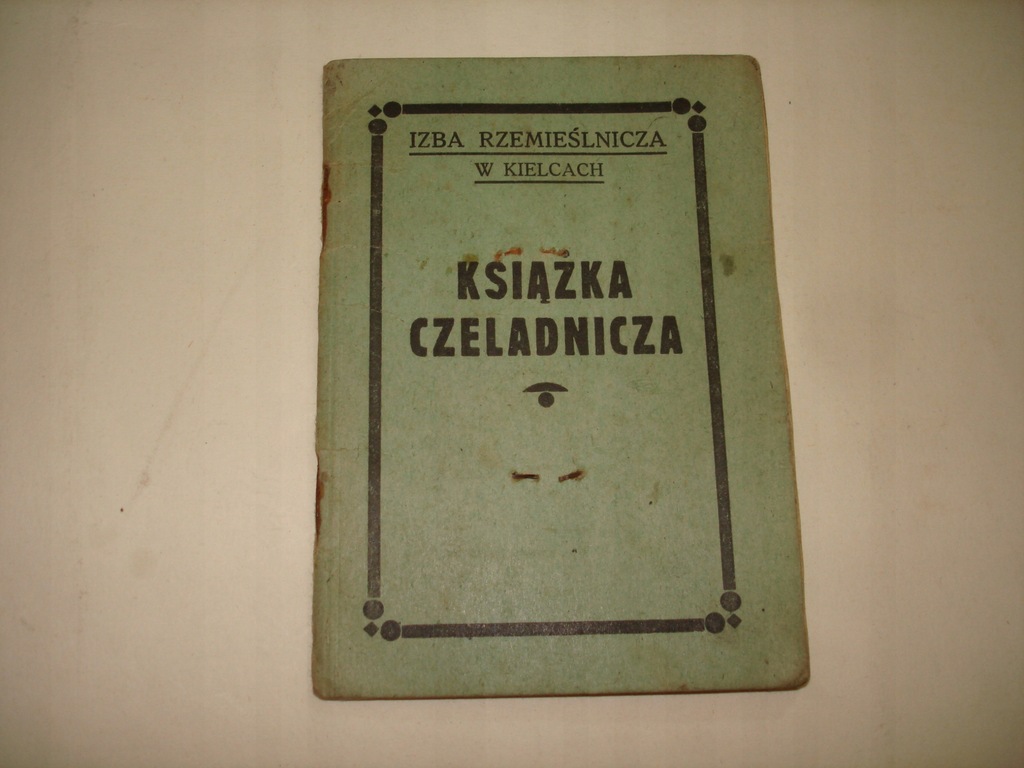 IZBA RZEMIEŚLNICZA
W KIELCACH
KSIĄŻKA
CZELADNICZA